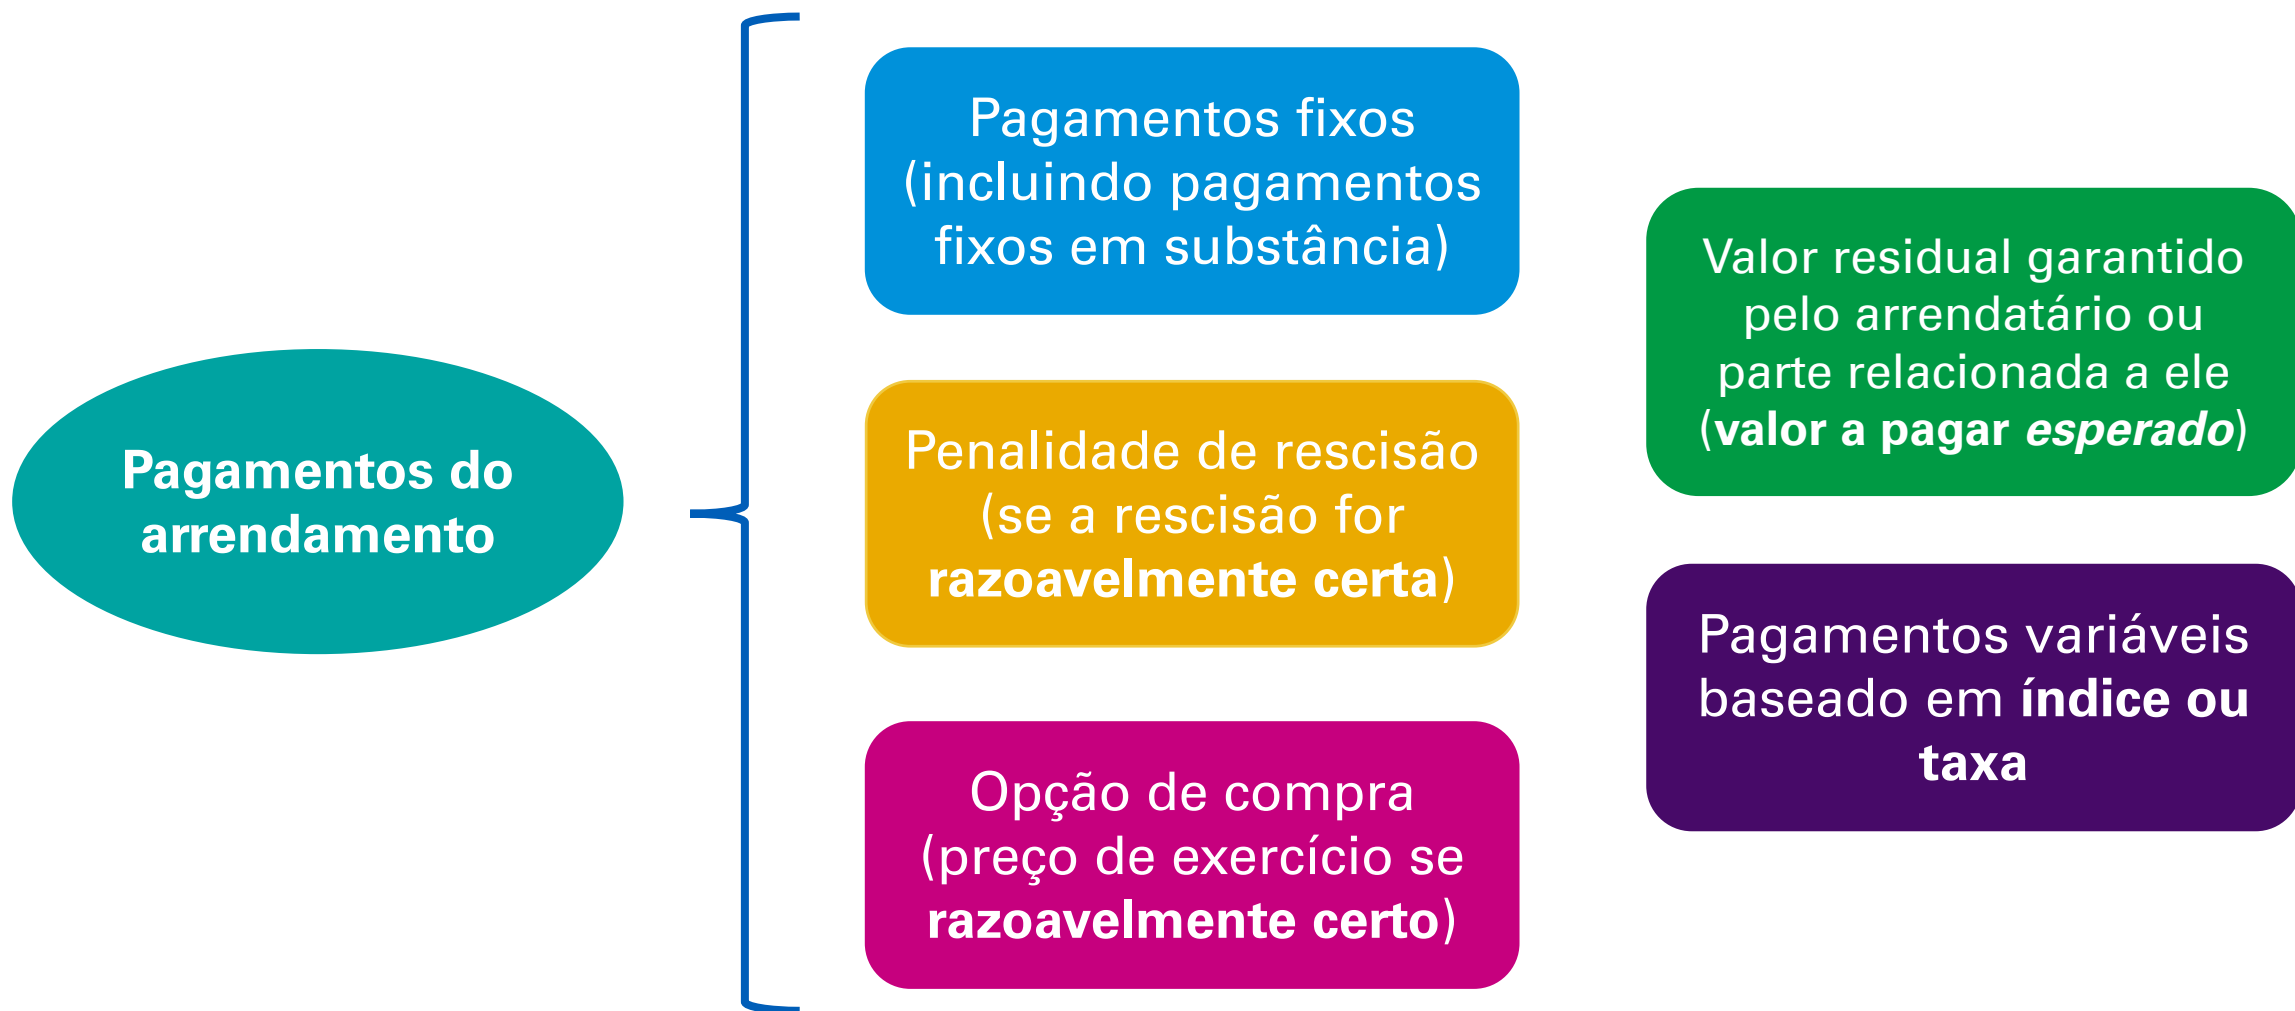 Pagamentos do
arrendamento
Pagamentos fixos
(incluindo pagamentos
fixos em substância)
Penalidade de rescisão
(se a rescisão for
razoavelmente certa)
Opção de compra
(preço de exercício se
razoavelmente certo)
Valor residual garantido
pelo arrendatário ou
parte relacionada a ele
(valor a pagar esperado)
Pagamentos variáveis
baseado em índice ou
taxa